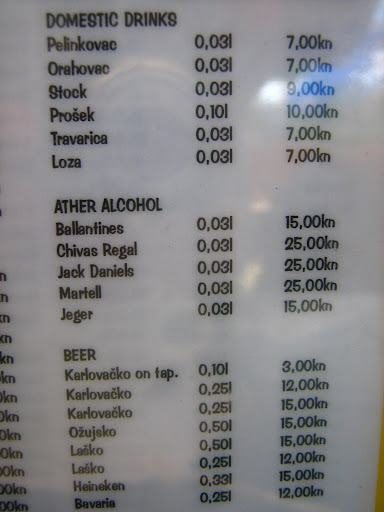 DOMESTIC DRINKS
Pelinkovac 0,03l 7,00kn
Orahovac 0,03l 7,00kn
Stock 0,03l 9,00kn
Prošek 0,10l 10,00kn
Travarica 0,03l 7,00kn
Loza 0,03l 7,00kn
ATHER ALCOHOL
Ballantines 0,03l 15,00kn
Chivas Regal 0,03l 25,00kn
Jack Daniels 0,03l 25,00kn
Martell 0,03l 25,00kn
Jeger 0,03l 15,00kn
BEER
Karlovačko on tap. 0,10l 3,00kn
Karlovačko 0,25l 12,00kn
Karlovačko 0,25l 15,00kn
Ožujsko 0,50l 15,00kn
Laško 0,50l 15,00kn
Laško 0,25l 12,00kn
Heineken 0,33l 15,00kn
Bavaria 0,25l 12,00kn